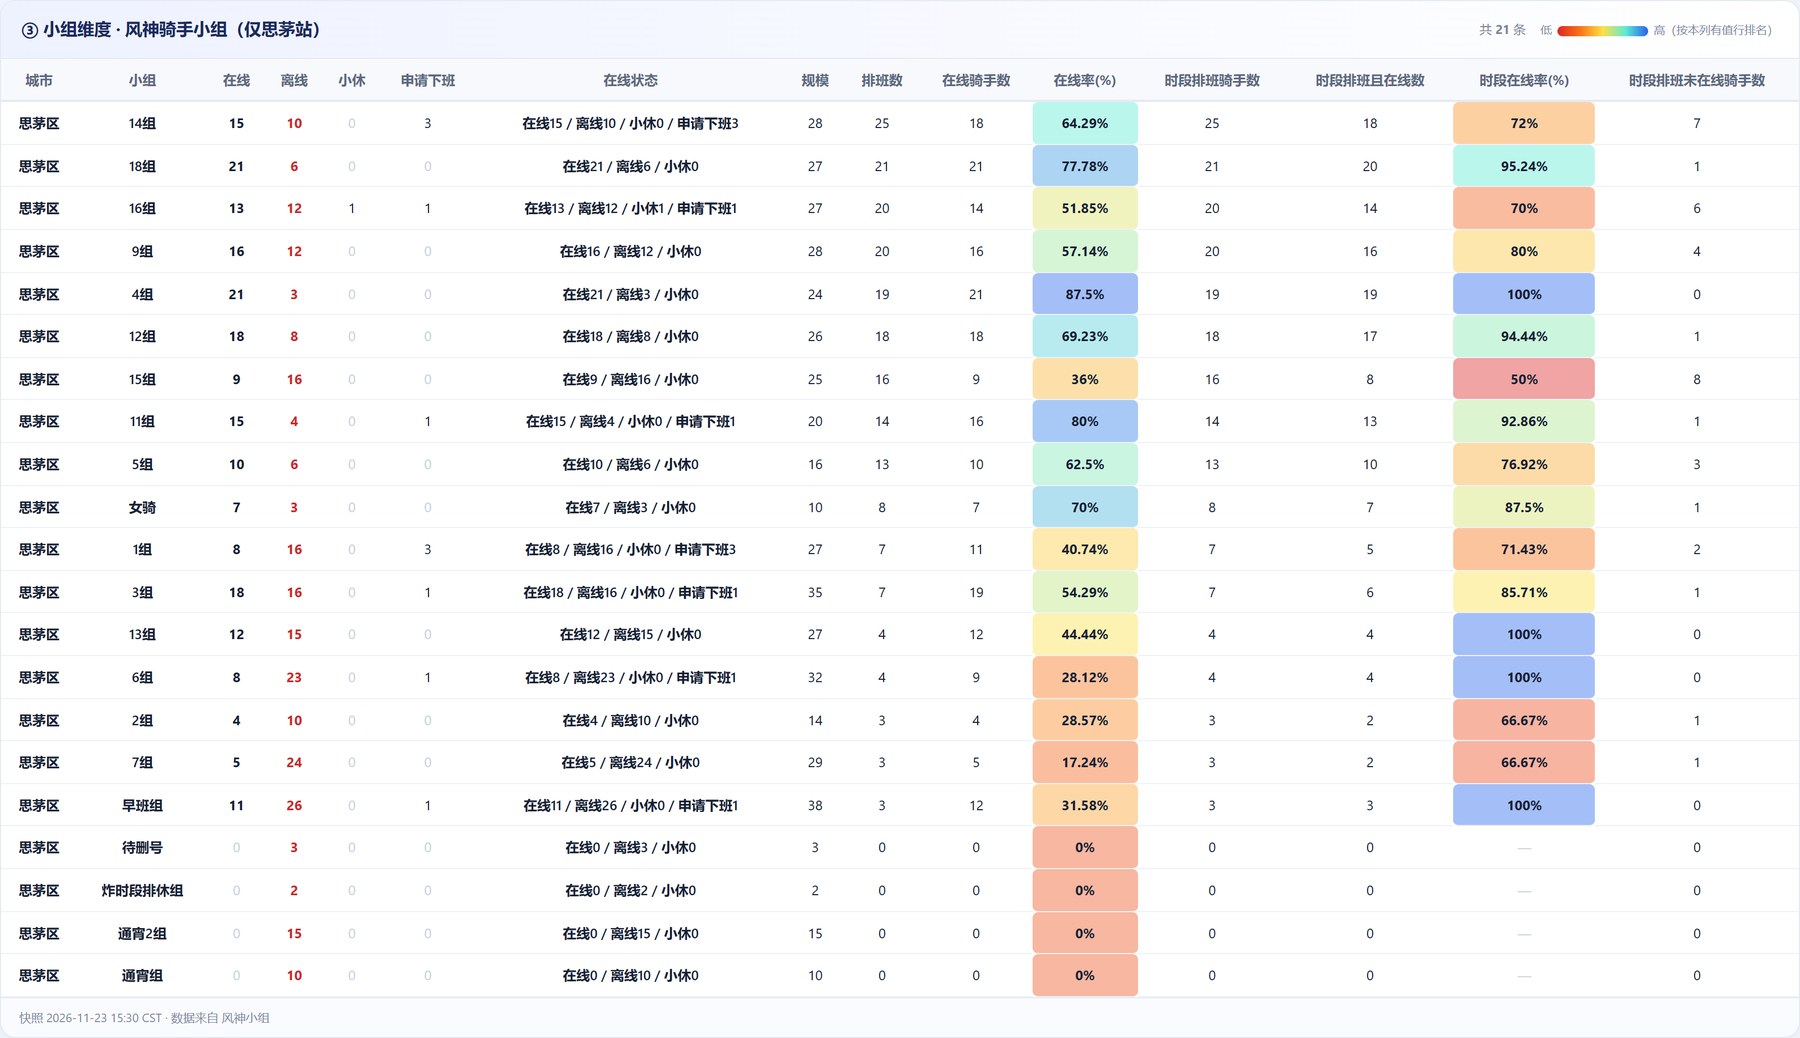 ③ 小组维度 · 风神骑手小组（仅思茅站）
共 21 条 低 高（按本列有值行排名）
城市 小组 在线 离线 小休 申请下班 在线状态 规模 排班数 在线骑手数 在线率(%) 时段排班骑手数 时段排班且在线数 时段在线率(%) 时段排班未在线骑手数
思茅区 14组 15 10 0 3 在线15 / 离线10 / 小休0 / 申请下班3 28 25 18 64.29% 25 18 72% 7
思茅区 18组 21 6 0 0 在线21 / 离线6 / 小休0 27 21 21 77.78% 21 20 95.24% 1
思茅区 16组 13 12 1 1 在线13 / 离线12 / 小休1 / 申请下班1 27 20 14 51.85% 20 14 70% 6
思茅区 9组 16 12 0 0 在线16 / 离线12 / 小休0 28 20 16 57.14% 20 16 80% 4
思茅区 4组 21 3 0 0 在线21 / 离线3 / 小休0 24 19 21 87.5% 19 19 100% 0
思茅区 12组 18 8 0 0 在线18 / 离线8 / 小休0 26 18 18 69.23% 18 17 94.44% 1
思茅区 15组 9 16 0 0 在线9 / 离线16 / 小休0 25 16 9 36% 16 8 50% 8
思茅区 11组 15 4 0 1 在线15 / 离线4 / 小休0 / 申请下班1 20 14 16 80% 14 13 92.86% 1
思茅区 5组 10 6 0 0 在线10 / 离线6 / 小休0 16 13 10 62.5% 13 10 76.92% 3
思茅区 女骑 7 3 0 0 在线7 / 离线3 / 小休0 10 8 7 70% 8 7 87.5% 1
思茅区 1组 8 16 0 3 在线8 / 离线16 / 小休0 / 申请下班3 27 7 11 40.74% 7 5 71.43% 2
思茅区 3组 18 16 0 1 在线18 / 离线16 / 小休0 / 申请下班1 35 7 19 54.29% 7 6 85.71% 1
思茅区 13组 12 15 0 0 在线12 / 离线15 / 小休0 27 4 12 44.44% 4 4 100% 0
思茅区 6组 8 23 0 1 在线8 / 离线23 / 小休0 / 申请下班1 32 4 9 28.12% 4 4 100% 0
思茅区 2组 4 10 0 0 在线4 / 离线10 / 小休0 14 3 4 28.57% 3 2 66.67% 1
思茅区 7组 5 24 0 0 在线5 / 离线24 / 小休0 29 3 5 17.24% 3 2 66.67% 1
思茅区 早班组 11 26 0 1 在线11 / 离线26 / 小休0 / 申请下班1 38 3 12 31.58% 3 3 100% 0
思茅区 待删号 0 3 0 0 在线0 / 离线3 / 小休0 3 0 0 0% 0 0 — 0
思茅区 炸时段排休组 0 2 0 0 在线0 / 离线2 / 小休0 2 0 0 0% 0 0 — 0
思茅区 通宵2组 0 15 0 0 在线0 / 离线15 / 小休0 15 0 0 0% 0 0 — 0
思茅区 通宵组 0 10 0 0 在线0 / 离线10 / 小休0 10 0 0 0% 0 0 — 0
快照 2026-11-23 15:30 CST · 数据来自 风神小组